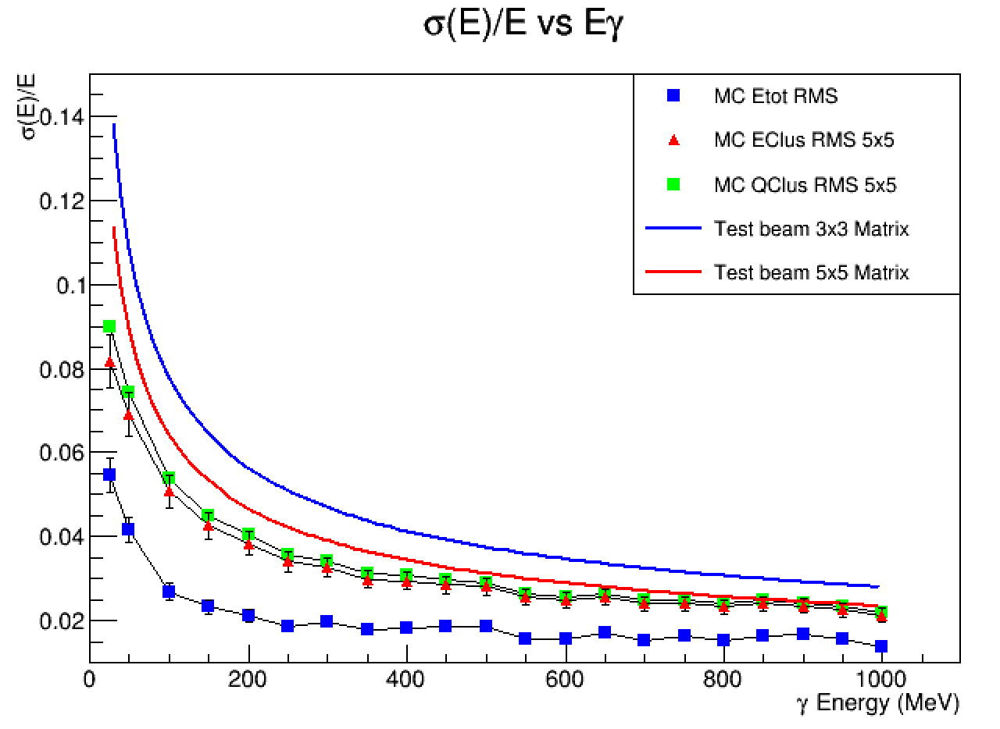 σ(E)/E vs Eγ
σ(E)/E
0.14
0.12
0.1
0.08
0.06
0.04
0.02
0 200 400 600 800 1000
γ Energy (MeV)
MC Etot RMS
MC EClus RMS 5x5
MC QClus RMS 5x5
Test beam 3x3 Matrix
Test beam 5x5 Matrix